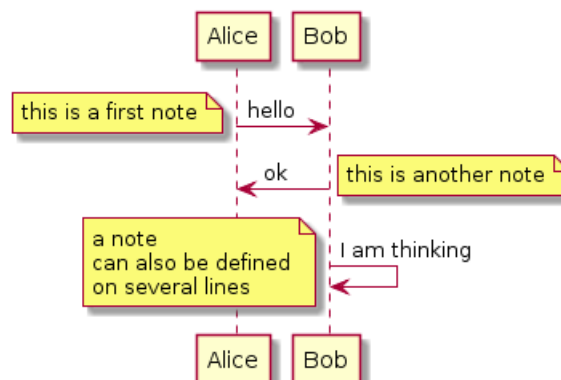 Alice Bob
this is a first note hello
ok this is another note
a note
can also be defined
on several lines
I am thinking
Alice Bob